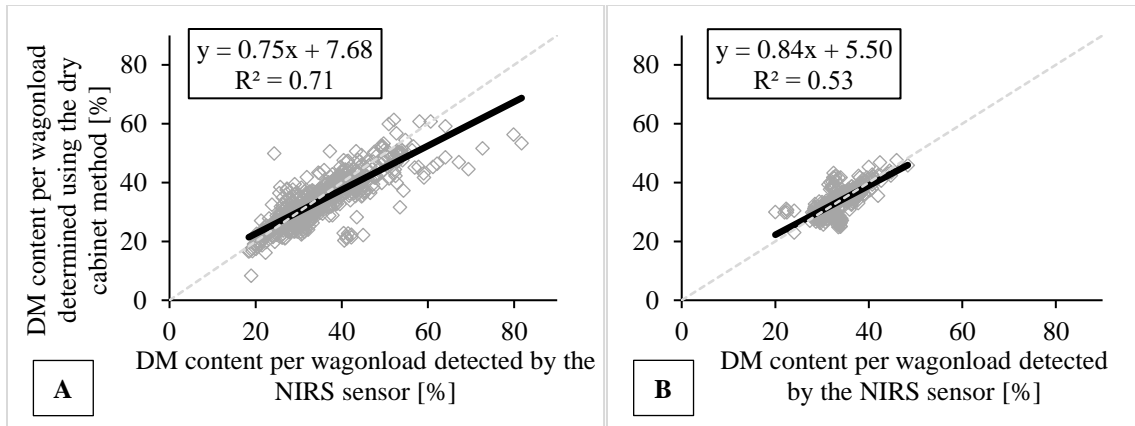 DM content per wagonload
determined using the dry
cabinet method [%]
y = 0.75x + 7.68
R² = 0.71
80
60
40
20
0
0 20 40 60 80
DM content per wagonload detected by the
NIRS sensor [%]
A
y = 0.84x + 5.50
R² = 0.53
80
60
40
20
0
0 20 40 60 80
DM content per wagonload detected
by the NIRS sensor [%]
B